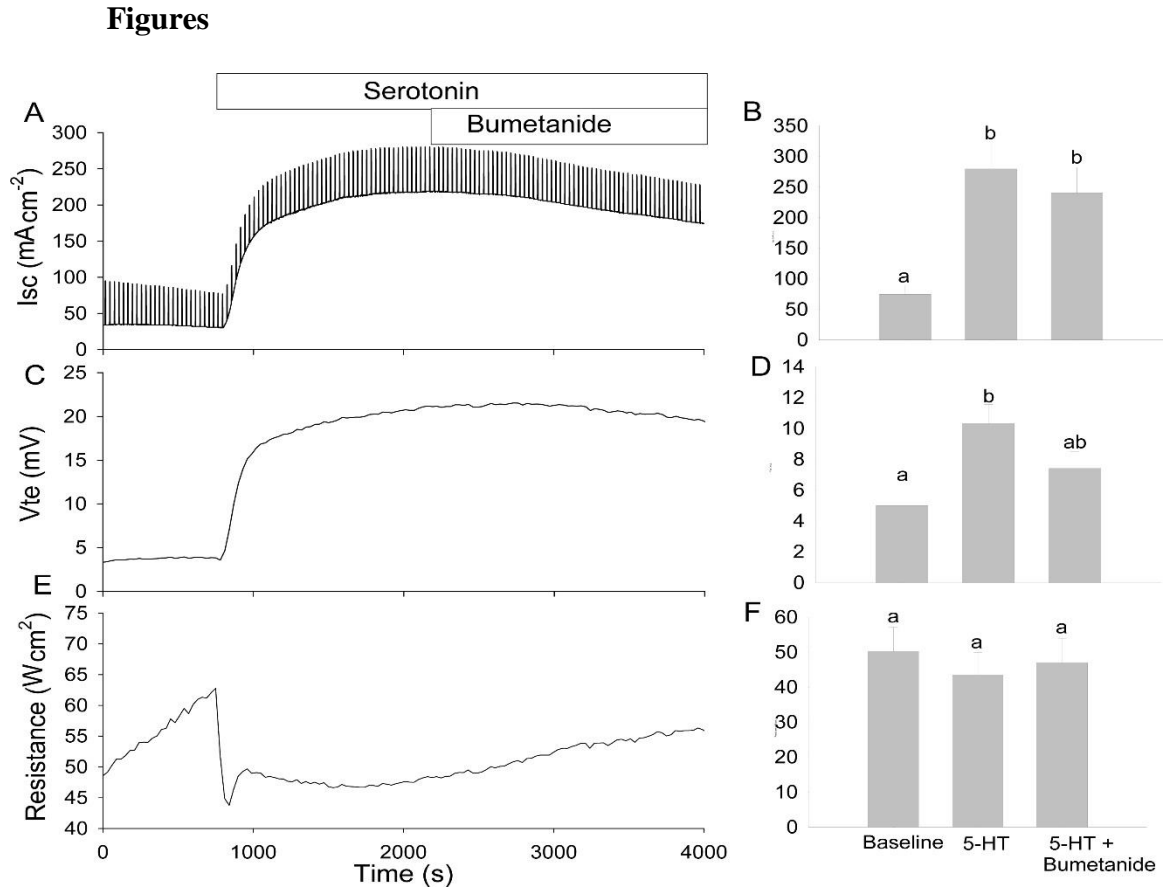 Figures
Serotonin
Bumetanide
A
300
250
200
150
100
50
0
Isc (mAcm-2)
B
350
300
250
200
150
100
50
0
a
b
b
C
25
20
15
10
5
0
Vte (mV)
D
14
12
10
8
6
4
2
0
a
b
ab
E
75
70
65
60
55
50
45
40
Resistance (Wcm2)
0 1000 2000 3000 4000
Time (s)
F
60
50
40
30
20
10
0
a
a
a
Baseline 5-HT 5-HT +
Bumetanide